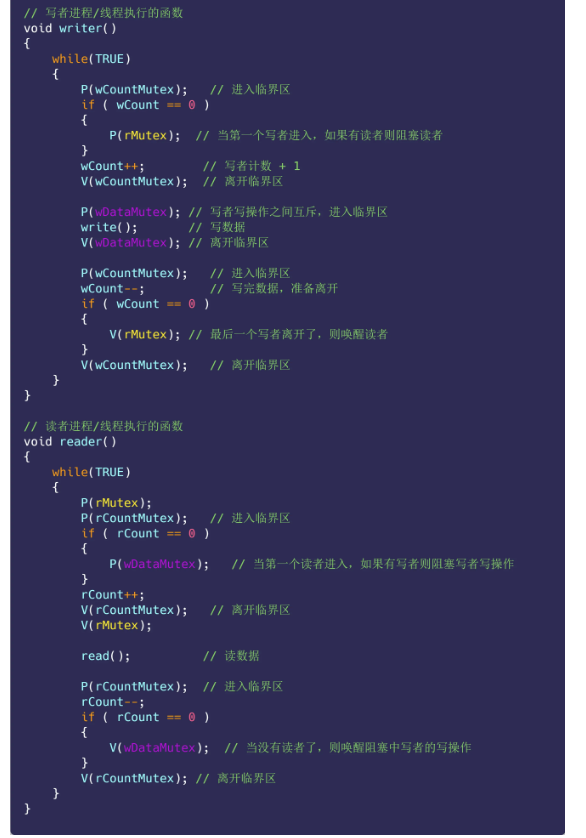 // 写者进程/线程执行的函数
void writer()
{
    while(TRUE)
    {
        P(wCountMutex);   // 进入临界区
        if ( wCount == 0 )
        {
            P(rMutex);  // 当第一个写者进入，如果有读者则阻塞读者
        }
        wCount++;        // 写者计数 + 1
        V(wCountMutex);  // 离开临界区

        P(wDataMutex); // 写者写操作之间互斥，进入临界区
        write();       // 写数据
        V(wDataMutex); // 离开临界区

        P(wCountMutex);   // 进入临界区
        wCount--;         // 写完数据，准备离开
        if ( wCount == 0 )
        {
            V(rMutex); // 最后一个写者离开了，则唤醒读者
        }
        V(wCountMutex);   // 离开临界区
    }
}

// 读者进程/线程执行的函数
void reader()
{
    while(TRUE)
    {
        P(rMutex);
        P(rCountMutex);   // 进入临界区
        if ( rCount == 0 )
        {
            P(wDataMutex);   // 当第一个读者进入，如果有写者则阻塞写者写操作
        }
        rCount++;
        V(rCountMutex);   // 离开临界区
        V(rMutex);

        read();          // 读数据

        P(rCountMutex);  // 进入临界区
        rCount--;
        if ( rCount == 0 )
        {
            V(wDataMutex);  // 当没有读者了，则唤醒阻塞中写者的写操作
        }
        V(rCountMutex); // 离开临界区
    }
}